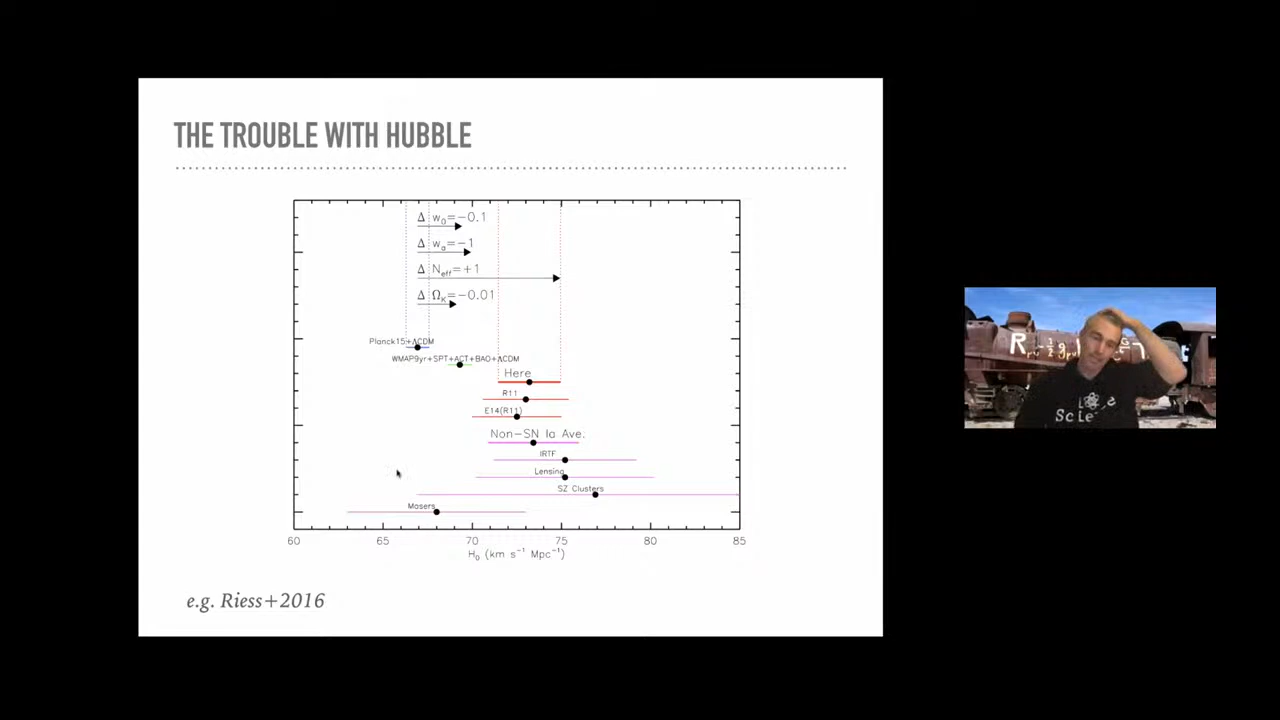 THE TROUBLE WITH HUBBLE
Δ w₀=−0.1
Δ wₐ=−1
Δ N_eff=+1
Δ Ω_K=−0.01
Planck15+ΛCDM
WMAP9yr+SPT+ACT+BAO+ΛCDM
Here
R11
E14(R11)
Non−SN Ia Ave.
IRTF
Lensing
SZ Clusters
Masers
60 65 70 75 80 85
H₀ (km s⁻¹ Mpc⁻¹)
e.g. Riess+2016